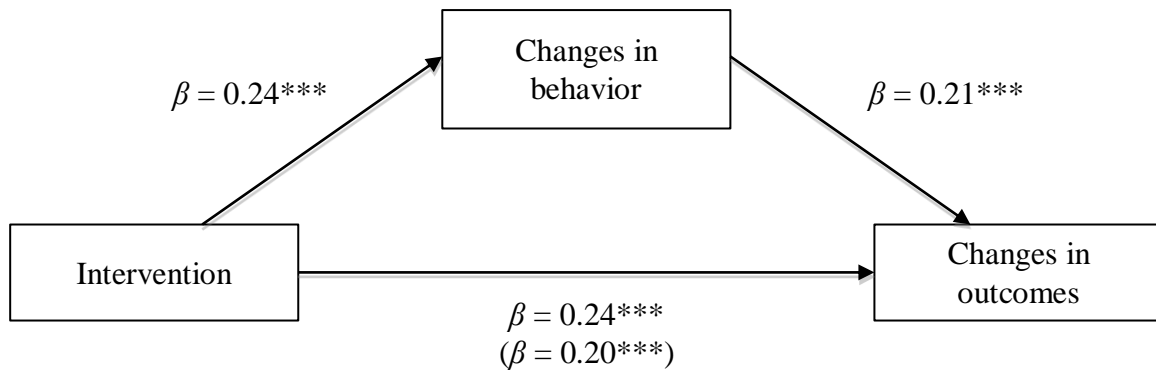 Changes in
behavior
β = 0.24***
β = 0.21***
Intervention
Changes in
outcomes
β = 0.24***
(β = 0.20***)